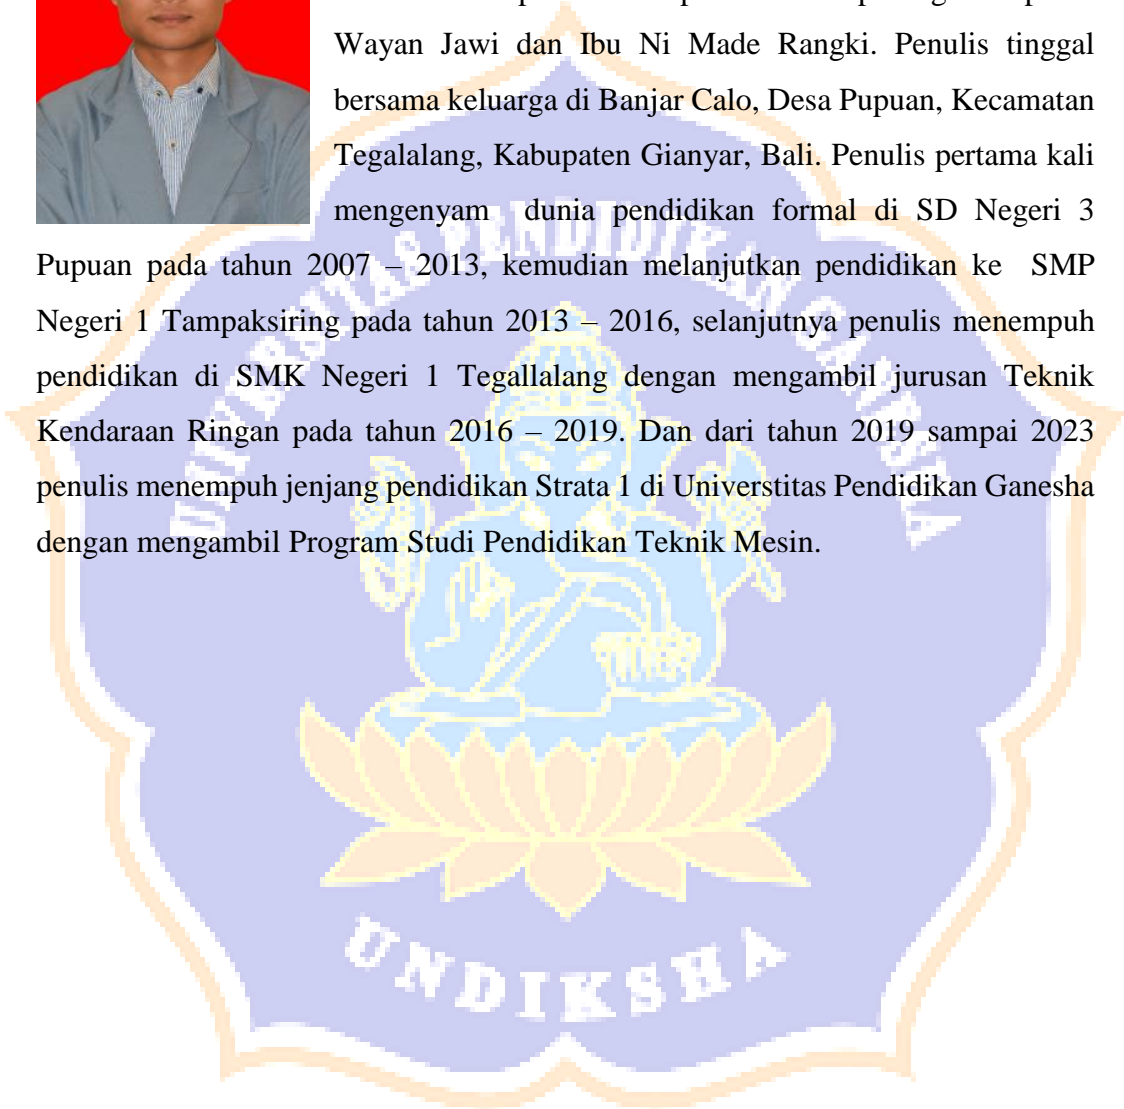 Wayan Jawi dan Ibu Ni Made Rangki. Penulis tinggal
bersama keluarga di Banjar Calo, Desa Pupuan, Kecamatan
Tegalalang, Kabupaten Gianyar, Bali. Penulis pertama kali
mengenyam dunia pendidikan formal di SD Negeri 3
Pupuan pada tahun 2007 – 2013, kemudian melanjutkan pendidikan ke SMP
Negeri 1 Tampaksiring pada tahun 2013 – 2016, selanjutnya penulis menempuh
pendidikan di SMK Negeri 1 Tegallalang dengan mengambil jurusan Teknik
Kendaraan Ringan pada tahun 2016 – 2019. Dan dari tahun 2019 sampai 2023
penulis menempuh jenjang pendidikan Strata 1 di Universtitas Pendidikan Ganesha
dengan mengambil Program Studi Pendidikan Teknik Mesin.
UNIVERSITAS PENDIDIKAN GANESHA
UNDIKSHA